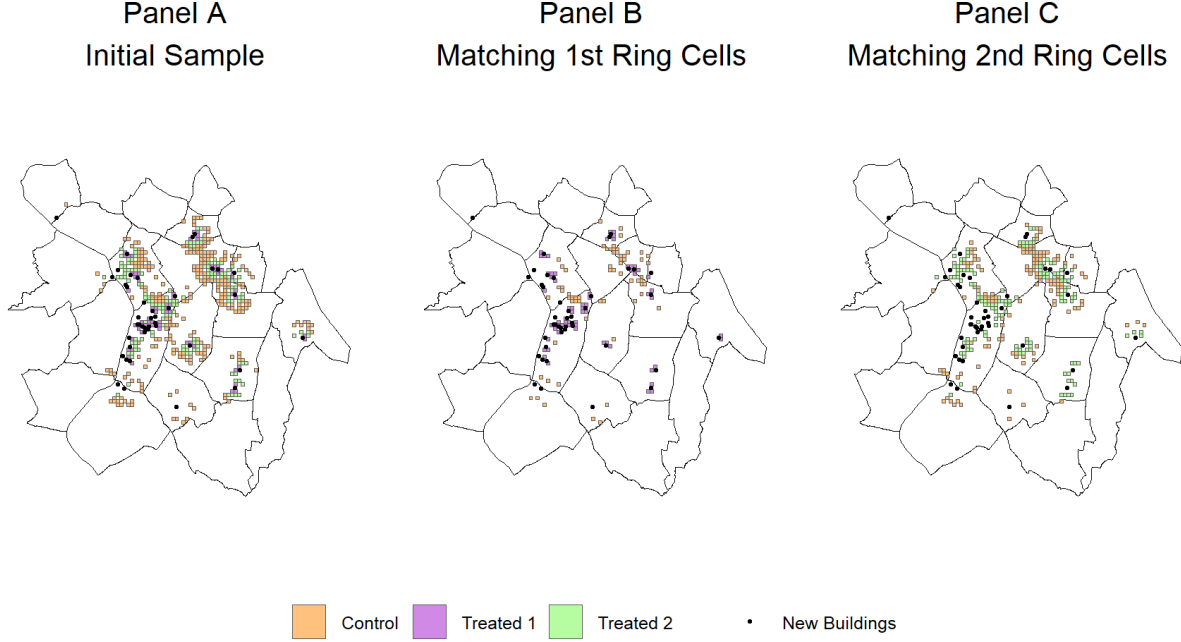 Panel A
Initial Sample
Panel B
Matching 1st Ring Cells
Panel C
Matching 2nd Ring Cells
Control
Treated 1
Treated 2
New Buildings